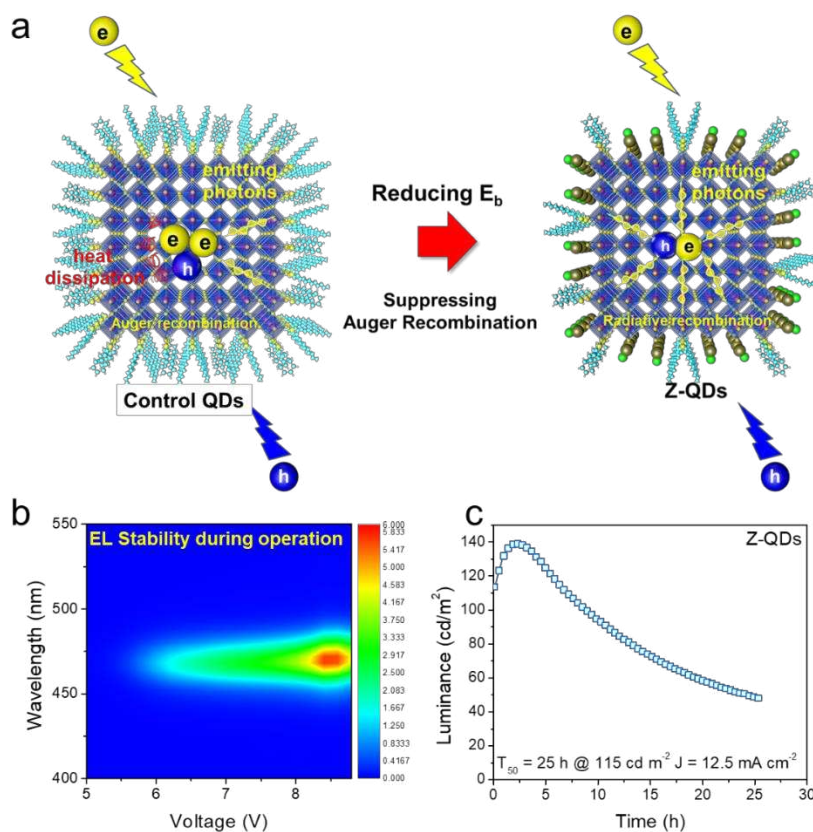 a
e
e
emitting
photons
emitting
photons
Reducing E_b
e
e
h
h
e
heat
dissipation
Suppressing
Auger Recombination
Auger recombination
Radiative recombination
Control QDs
Z-QDs
h
h
b
c
550
500
450
400
Wavelength (nm)
EL Stability during operation
5
6
7
8
Voltage (V)
6.000
5.417
5.000
4.583
4.167
3.750
3.333
2.917
2.500
2.083
1.667
1.250
0.8333
0.4167
0.000
Z-QDs
140
120
100
80
60
40
20
0
Luminance (cd/m²)
T₅₀ = 25 h @ 115 cd m⁻² J = 12.5 mA cm⁻²
0
5
10
15
20
25
30
Time (h)